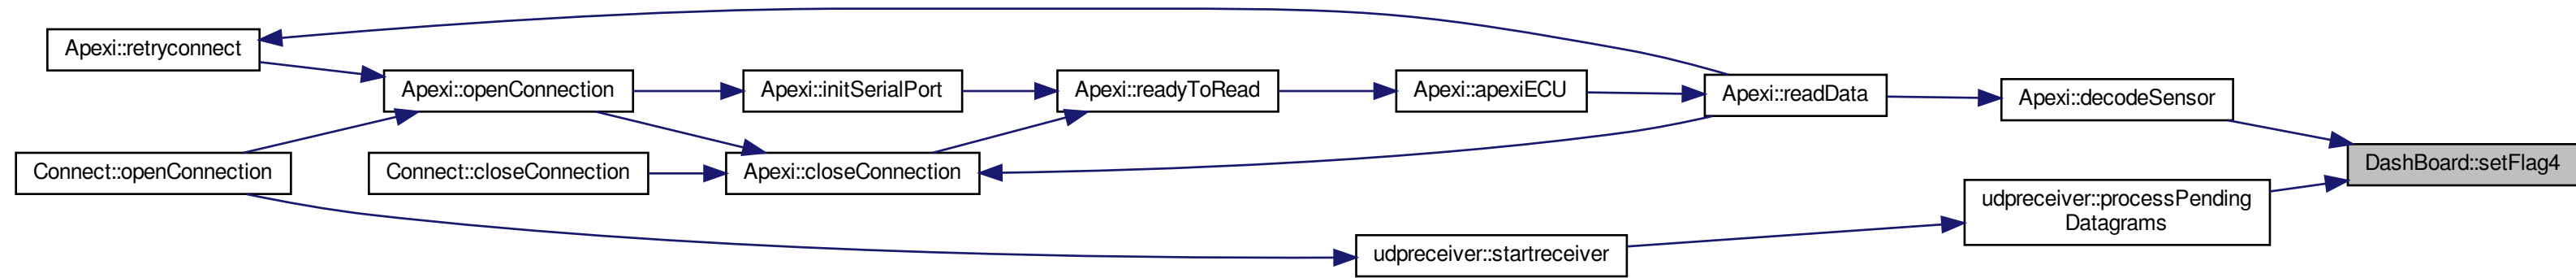 Apexi::retryconnect
Apexi::openConnection
Apexi::initSerialPort
Apexi::readyToRead
Apexi::apexiECU
Apexi::readData
Apexi::decodeSensor
Connect::openConnection
Connect::closeConnection
Apexi::closeConnection
DashBoard::setFlag4
udpreceiver::processPending
Datagrams
udpreceiver::startreceiver